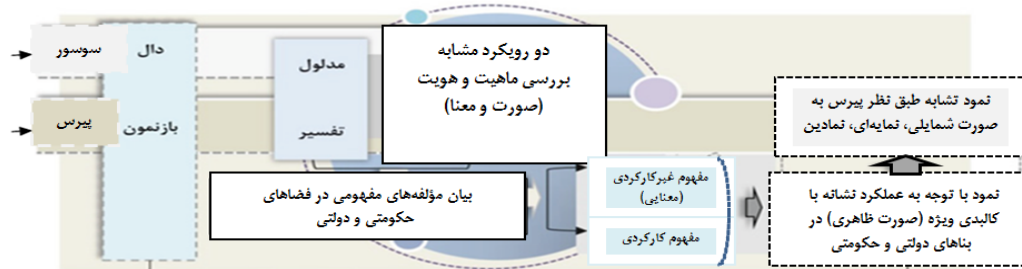 سوسور
دال
مدلول
دو رویکرد مشابه
بررسی ماهیت و هویت
(صورت و معنا)
پیرس
بازنمون
تفسیر
نمود تشابه طبق نظر پیرس به
صورت شمایلی، نمایه‌ای، نمادین
بیان مؤلفه‌های مفهومی در فضاهای
حکومتی و دولتی
مفهوم غیرکارکردی
(معنایی)
مفهوم کارکردی
نمود با توجه به عملکرد نشانه با
کالبدی ویژه (صورت ظاهری) در
بناهای دولتی و حکومتی